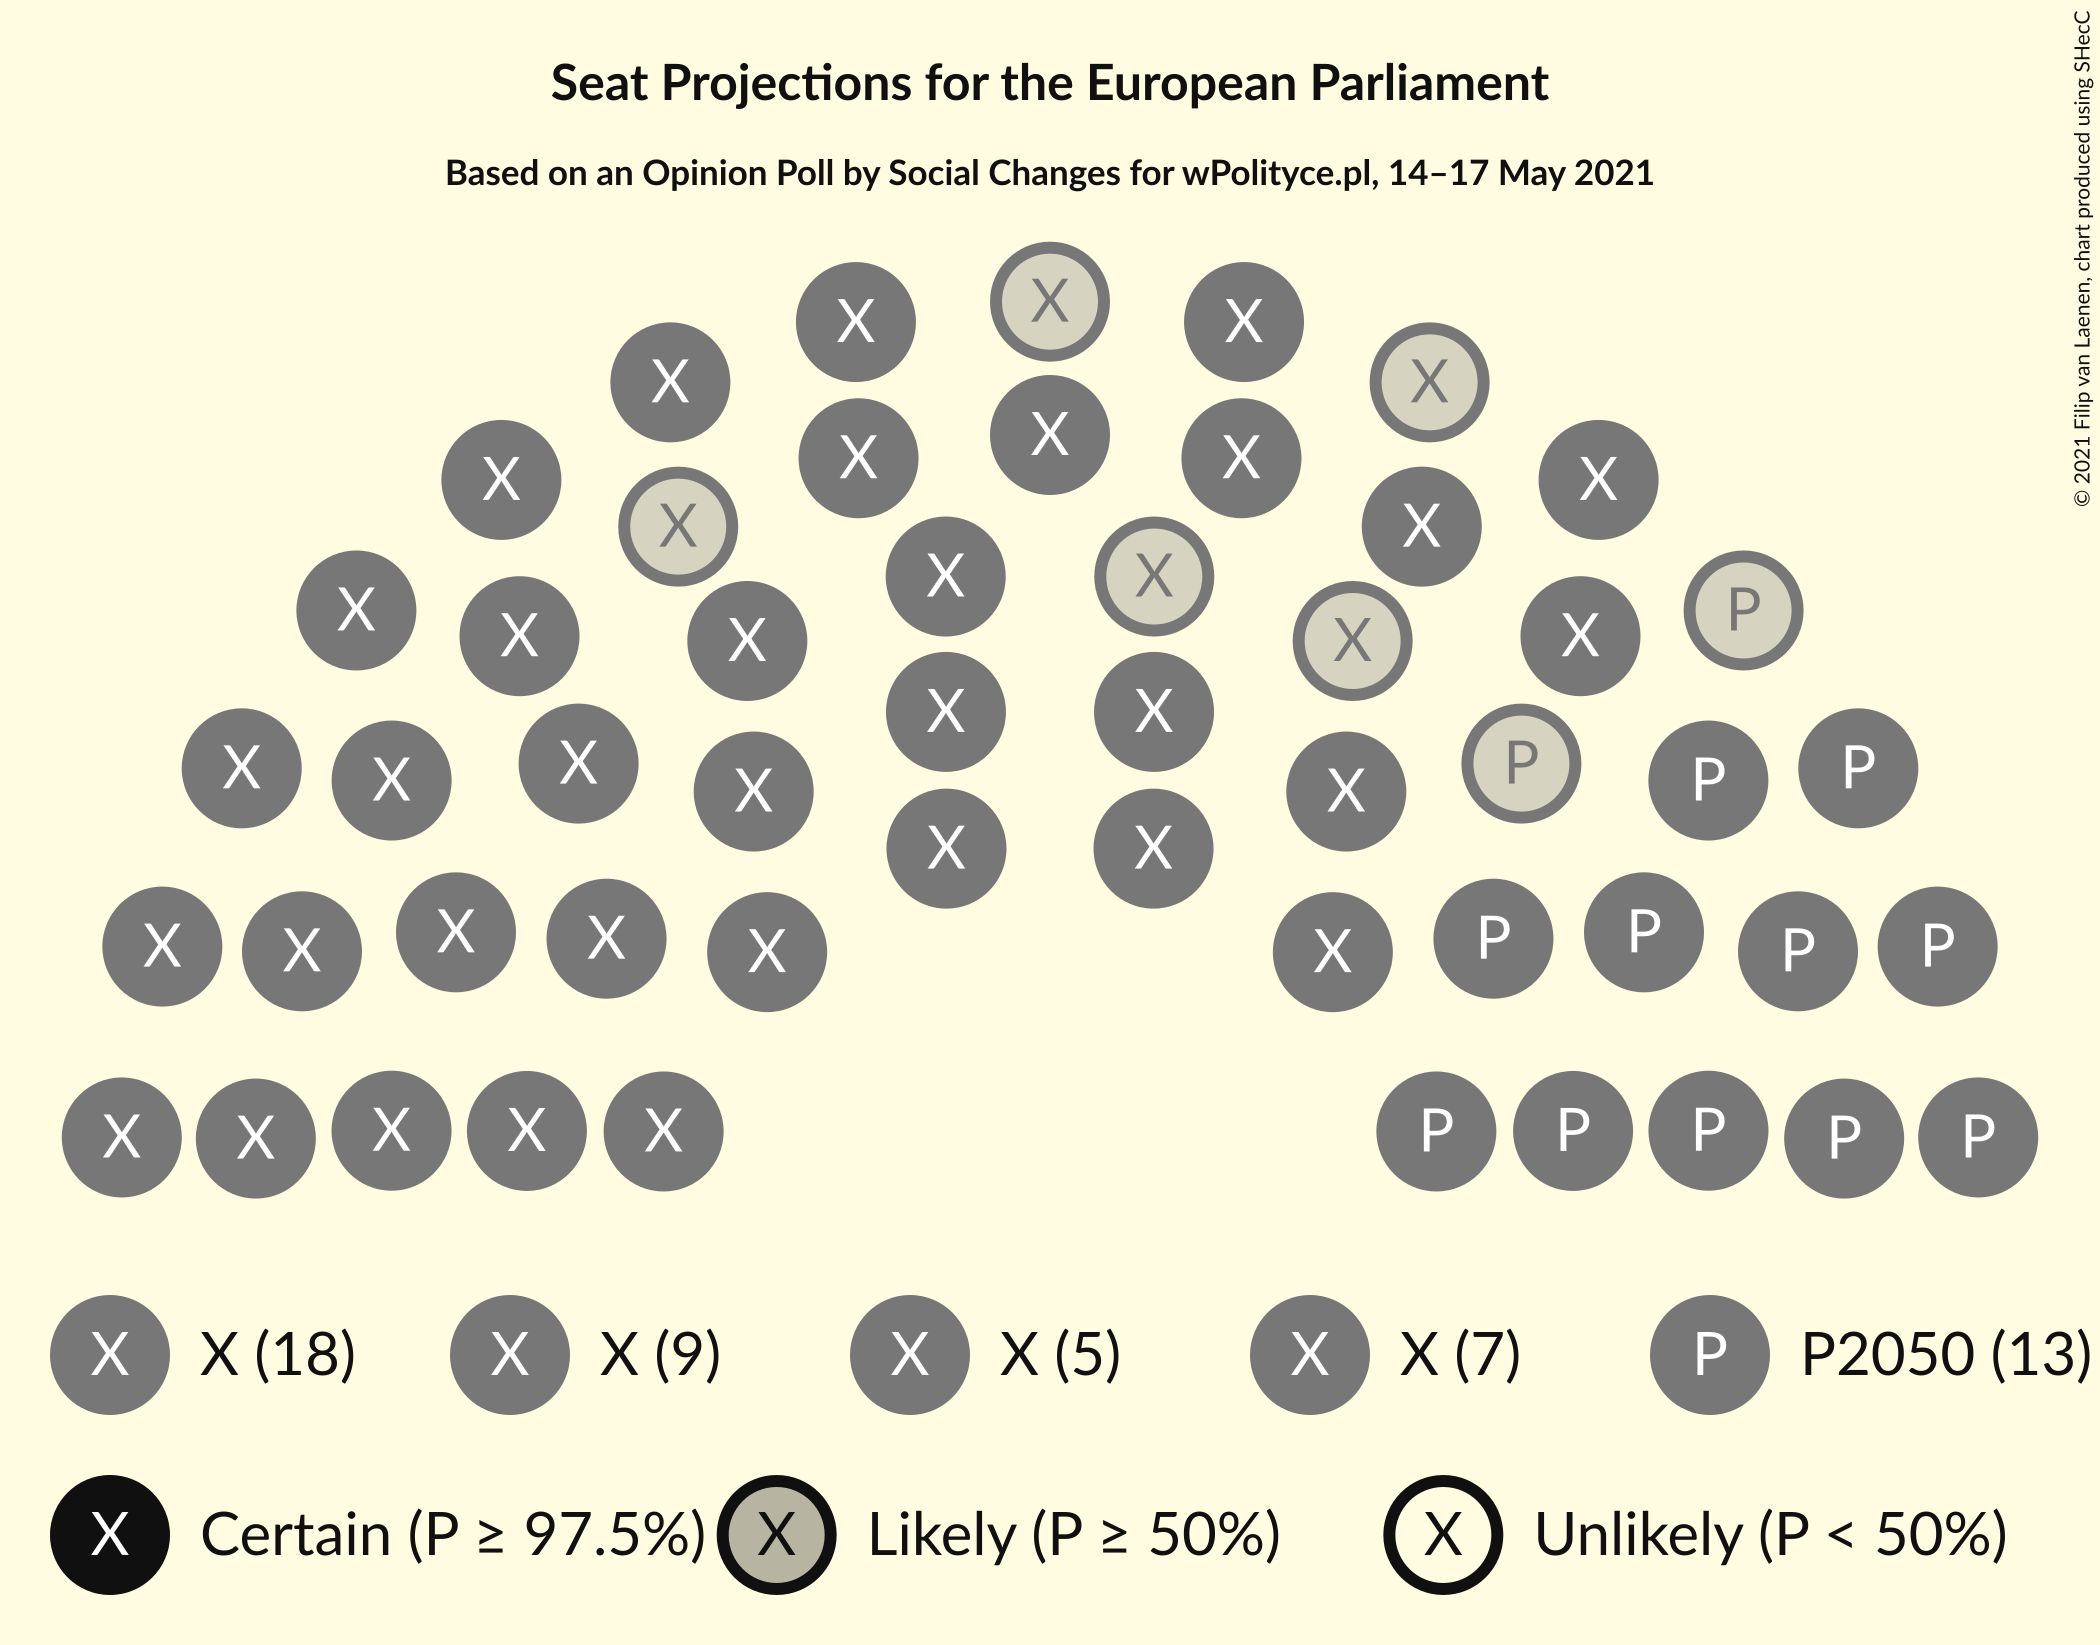 Seat Projections for the European Parliament
Based on an Opinion Poll by Social Changes for wPolityce.pl, 14–17 May 2021
© 2021 Filip van Laenen, chart produced using SHecC
X
X X
X X
X
X X
X X
X X
X X
X P
X X
X X
X P
X X
X X
X P P
X X
X X
X X P P
X X X X X X P P P P
X X X X X P P P P P
X X (18) X X (9) X X (5) X X (7) P P2050 (13)
X Certain (P ≥ 97.5%) X Likely (P ≥ 50%) X Unlikely (P < 50%)